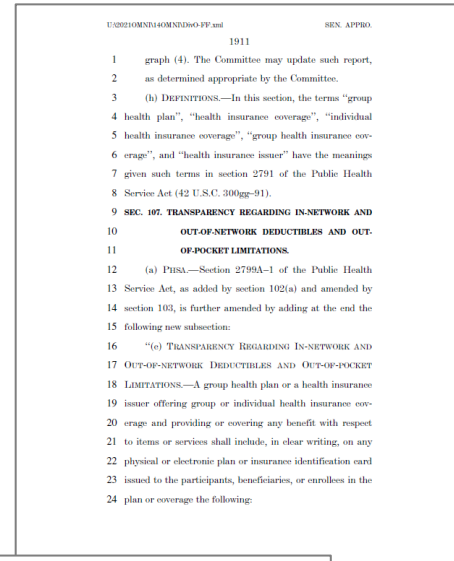 U:\2021OMNI\14OMNI\DivO-FF.xml SEN. APPRO.
1911
1 graph (4). The Committee may update such report,
2 as determined appropriate by the Committee.
3 (h) DEFINITIONS.—In this section, the terms “group
4 health plan”, “health insurance coverage”, “individual
5 health insurance coverage”, “group health insurance cov-
6 erage”, and “health insurance issuer” have the meanings
7 given such terms in section 2791 of the Public Health
8 Service Act (42 U.S.C. 300gg–91).
9 SEC. 107. TRANSPARENCY REGARDING IN-NETWORK AND
10 OUT-OF-NETWORK DEDUCTIBLES AND OUT-
11 OF-POCKET LIMITATIONS.
12 (a) PHSA.—Section 2799A–1 of the Public Health
13 Service Act, as added by section 102(a) and amended by
14 section 103, is further amended by adding at the end the
15 following new subsection:
16 “(e) TRANSPARENCY REGARDING IN-NETWORK AND
17 OUT-OF-NETWORK DEDUCTIBLES AND OUT-OF-POCKET
18 LIMITATIONS.—A group health plan or a health insurance
19 issuer offering group or individual health insurance cov-
20 erage and providing or covering any benefit with respect
21 to items or services shall include, in clear writing, on any
22 physical or electronic plan or insurance identification card
23 issued to the participants, beneficiaries, or enrollees in the
24 plan or coverage the following: